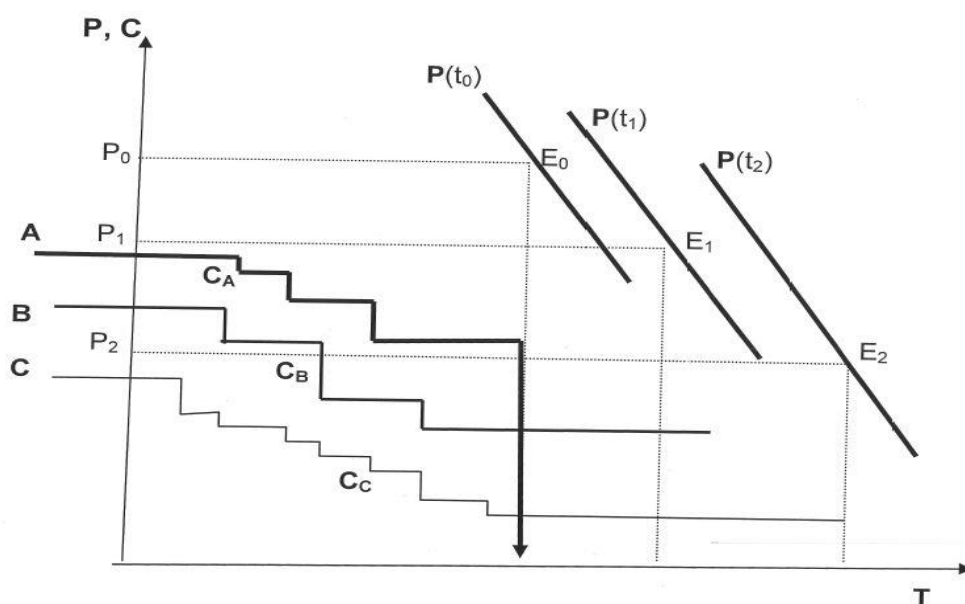 P, C
P(t₀)
P(t₁)
P(t₂)
P₀
E₀
P₁
E₁
A
C_A
B
P₂
E₂
C
C_B
C_C
T